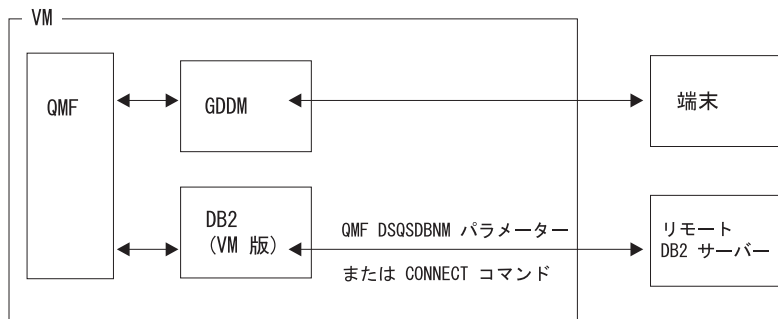 VM
QMF
GDDM
端末
DB2
(VM 版)
QMF DSQSDBNM パラメーター
または CONNECT コマンド
リモート
DB2 サーバー